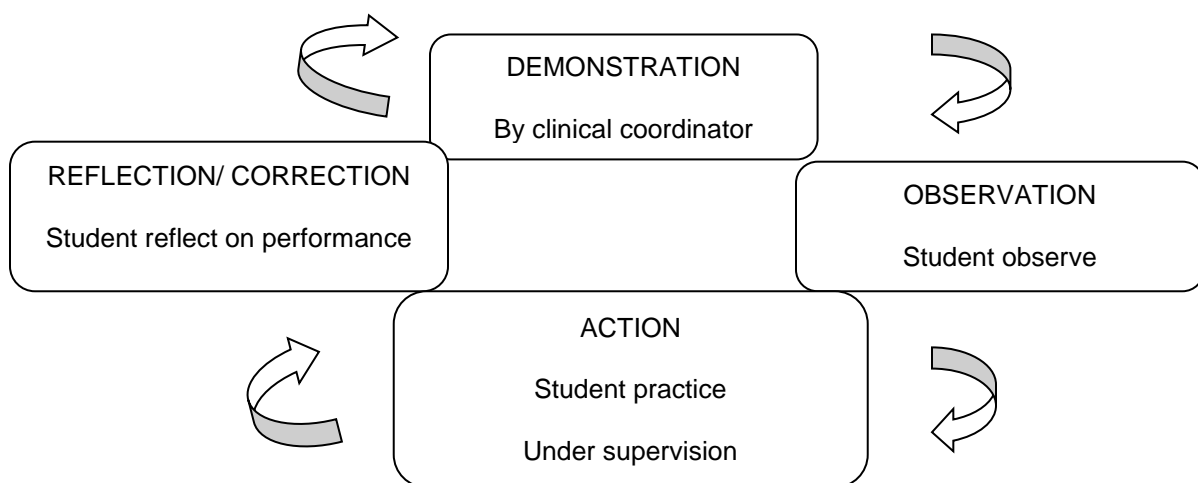 DEMONSTRATION
By clinical coordinator
REFLECTION/ CORRECTION
Student reflect on performance
OBSERVATION
Student observe
ACTION
Student practice
Under supervision